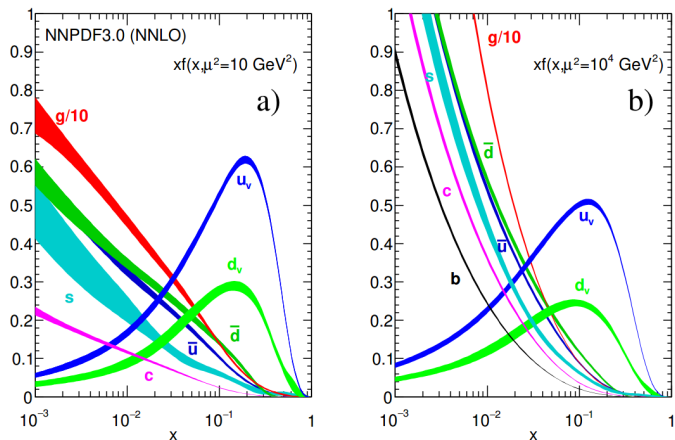 NNPDF3.0 (NNLO)
xf(x,μ²=10 GeV²)
a)
g/10
u_v
d_v
s
c
ū
d̄
1
0.9
0.8
0.7
0.6
0.5
0.4
0.3
0.2
0.1
0
10⁻³
10⁻²
10⁻¹
1
x
g/10
xf(x,μ²=10⁴ GeV²)
b)
s
d̄
c
u_v
ū
b
d_v
1
0.9
0.8
0.7
0.6
0.5
0.4
0.3
0.2
0.1
0
10⁻³
10⁻²
10⁻¹
1
x